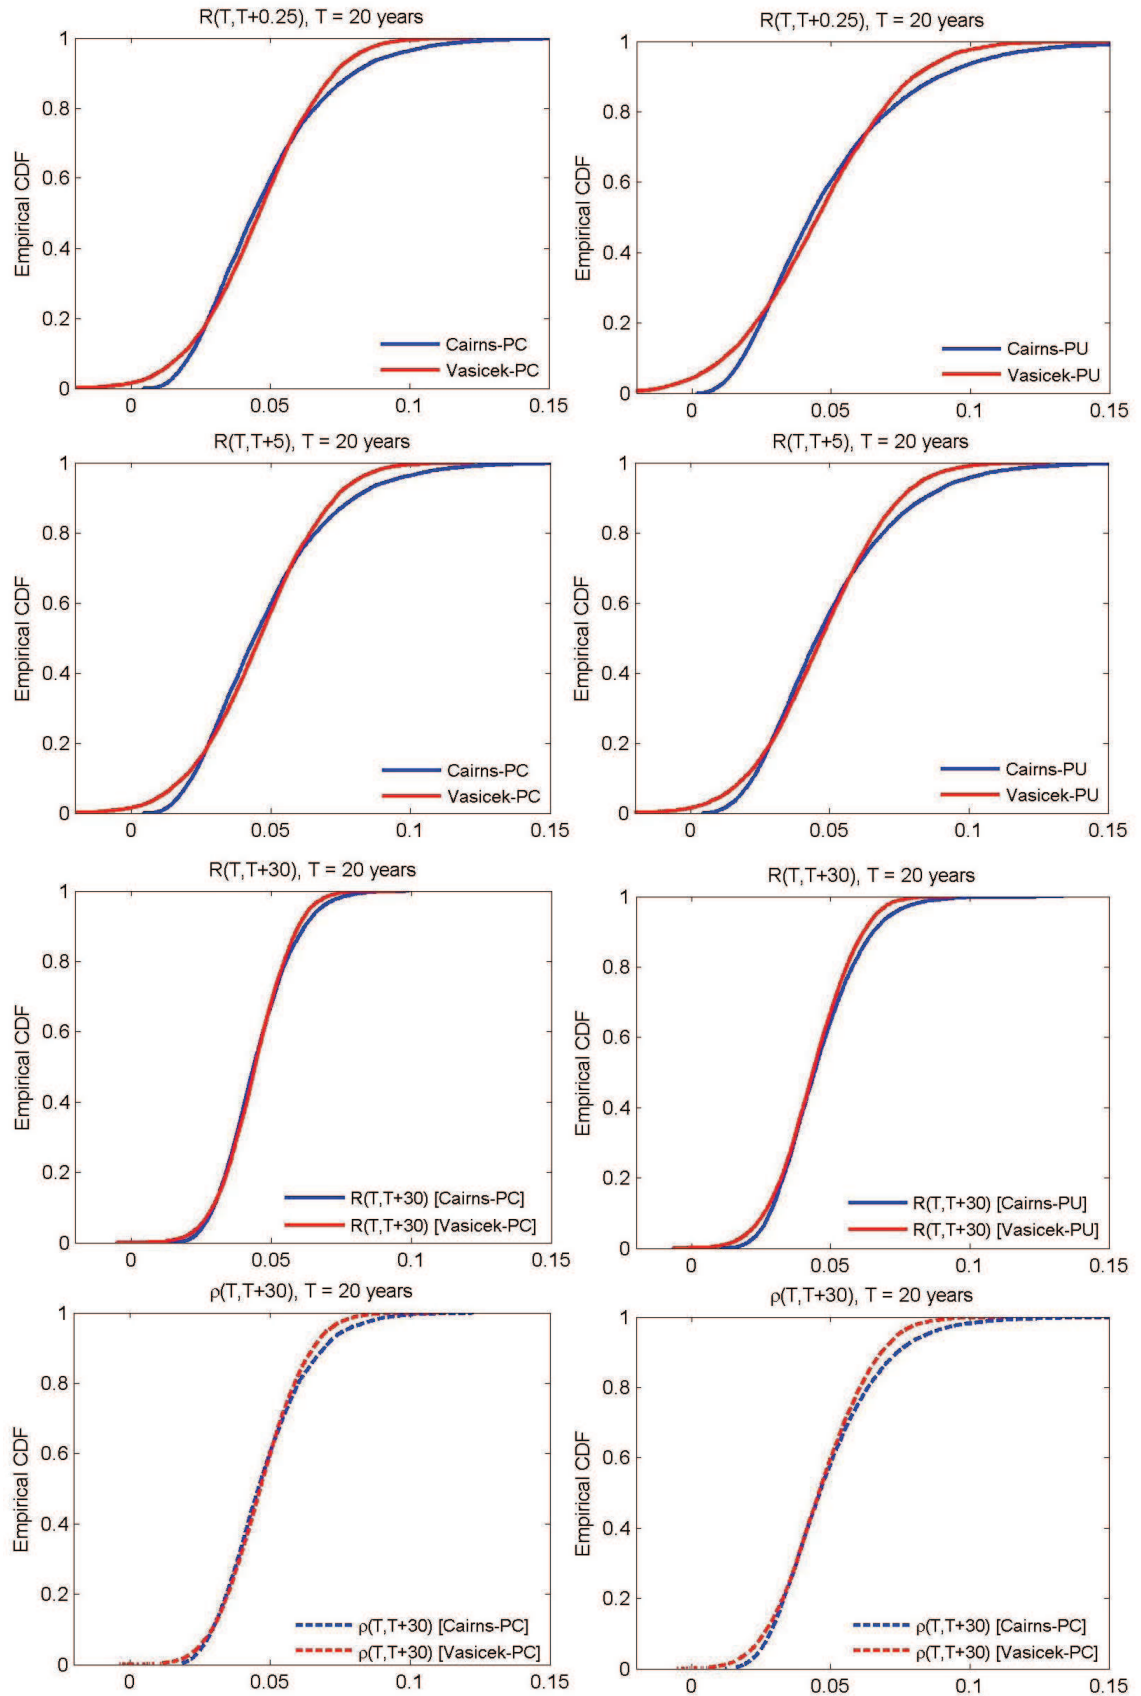 R(T,T+0.25), T = 20 years
1
0.8
0.6
0.4
0.2
0
Empirical CDF
Cairns-PC
Vasicek-PC
0
0.05
0.1
0.15
R(T,T+0.25), T = 20 years
1
0.8
0.6
0.4
0.2
0
Empirical CDF
Cairns-PU
Vasicek-PU
0
0.05
0.1
0.15
R(T,T+5), T = 20 years
1
0.8
0.6
0.4
0.2
0
Empirical CDF
Cairns-PC
Vasicek-PC
0
0.05
0.1
0.15
R(T,T+5), T = 20 years
1
0.8
0.6
0.4
0.2
0
Empirical CDF
Cairns-PU
Vasicek-PU
0
0.05
0.1
0.15
R(T,T+30), T = 20 years
1
0.8
0.6
0.4
0.2
0
Empirical CDF
R(T,T+30) [Cairns-PC]
R(T,T+30) [Vasicek-PC]
0
0.05
0.1
0.15
R(T,T+30), T = 20 years
1
0.8
0.6
0.4
0.2
0
Empirical CDF
R(T,T+30) [Cairns-PU]
R(T,T+30) [Vasicek-PU]
0
0.05
0.1
0.15
ρ(T,T+30), T = 20 years
1
0.8
0.6
0.4
0.2
0
Empirical CDF
ρ(T,T+30) [Cairns-PC]
ρ(T,T+30) [Vasicek-PC]
0
0.05
0.1
0.15
ρ(T,T+30), T = 20 years
1
0.8
0.6
0.4
0.2
0
Empirical CDF
ρ(T,T+30) [Cairns-PC]
ρ(T,T+30) [Vasicek-PC]
0
0.05
0.1
0.15